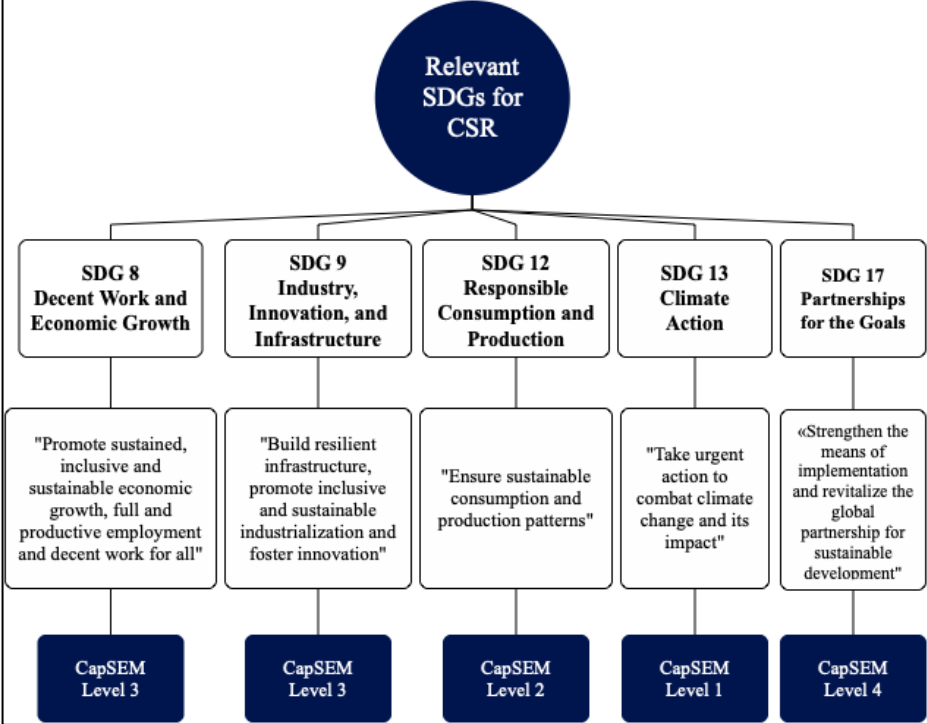 Relevant
SDGs for
CSR
SDG 8
Decent Work and
Economic Growth
SDG 9
Industry,
Innovation, and
Infrastructure
SDG 12
Responsible
Consumption and
Production
SDG 13
Climate
Action
SDG 17
Partnerships
for the Goals
"Promote sustained,
inclusive and
sustainable economic
growth, full and
productive employment
and decent work for all"
"Build resilient
infrastructure,
promote inclusive
and sustainable
industrialization and
foster innovation"
"Ensure sustainable
consumption and
production patterns"
"Take urgent
action to
combat climate
change and its
impact"
«Strengthen the
means of
implementation
and revitalize the
global
partnership for
sustainable
development"
CapSEM
Level 3
CapSEM
Level 3
CapSEM
Level 2
CapSEM
Level 1
CapSEM
Level 4